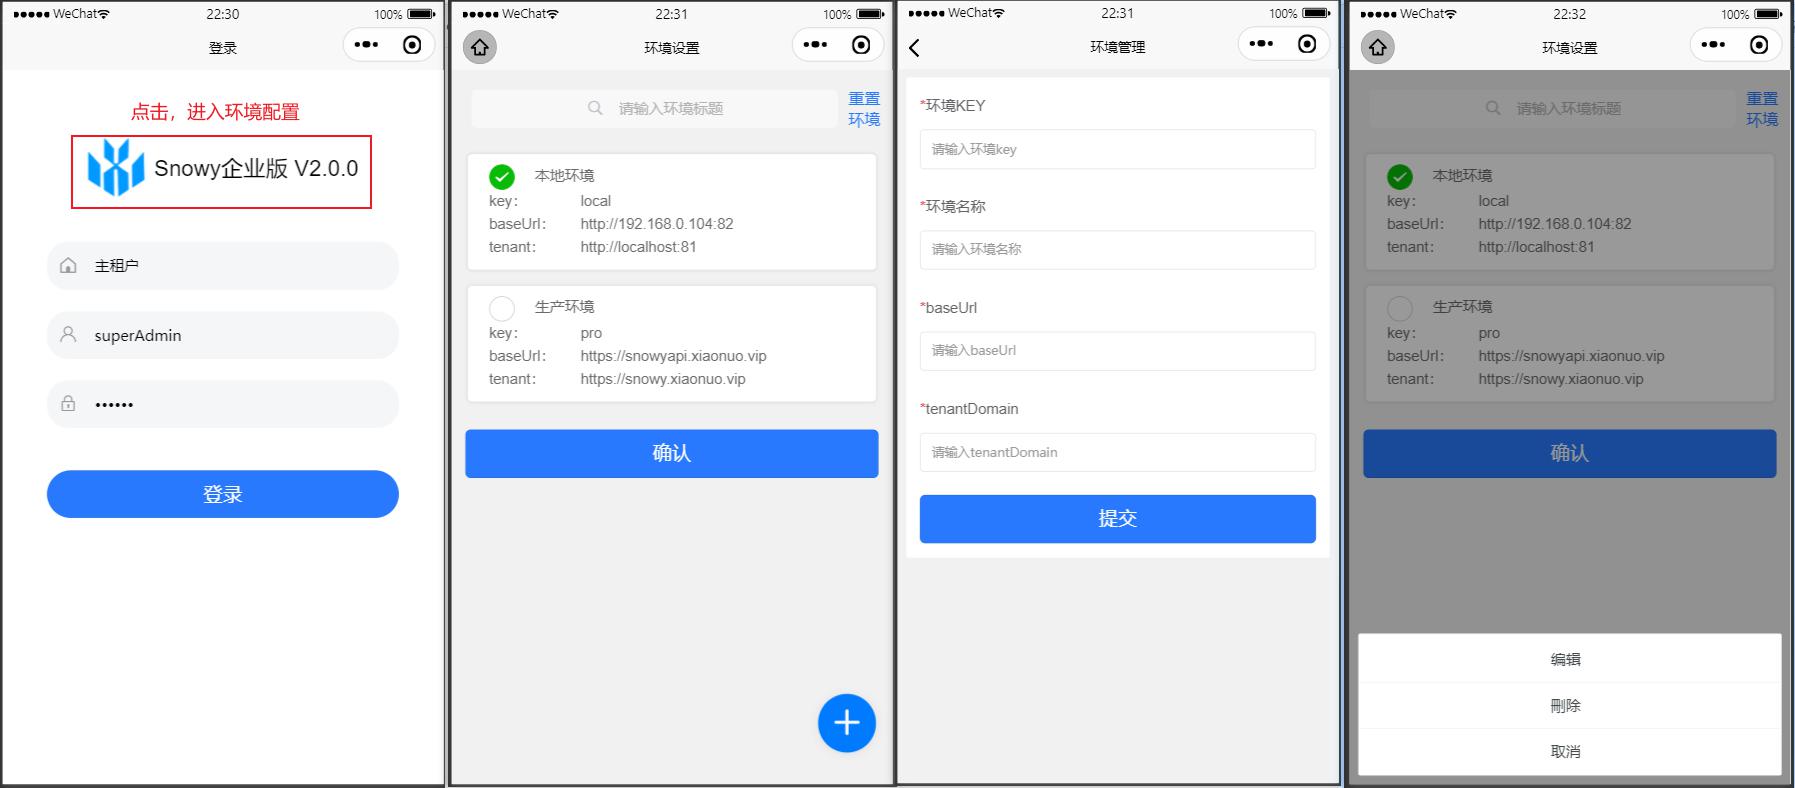 WeChat
22:30
100%
登录
点击，进入环境配置
Snowy企业版 V2.0.0
主租户
superAdmin
••••••
登录
WeChat
22:31
100%
环境设置
请输入环境标题
重置
环境
本地环境
key：
local
baseUrl：
http://192.168.0.104:82
tenant：
http://localhost:81
生产环境
key：
pro
baseUrl：
https://snowyapi.xiaonuo.vip
tenant：
https://snowy.xiaonuo.vip
确认
WeChat
22:31
100%
环境管理
*环境KEY
请输入环境key
*环境名称
请输入环境名称
*baseUrl
请输入baseUrl
*tenantDomain
请输入tenantDomain
提交
WeChat
22:32
100%
环境设置
请输入环境标题
重置
环境
本地环境
key：
local
baseUrl：
http://192.168.0.104:82
tenant：
http://localhost:81
生产环境
key：
pro
baseUrl：
https://snowyapi.xiaonuo.vip
tenant：
https://snowy.xiaonuo.vip
确认
编辑
刪除
取消